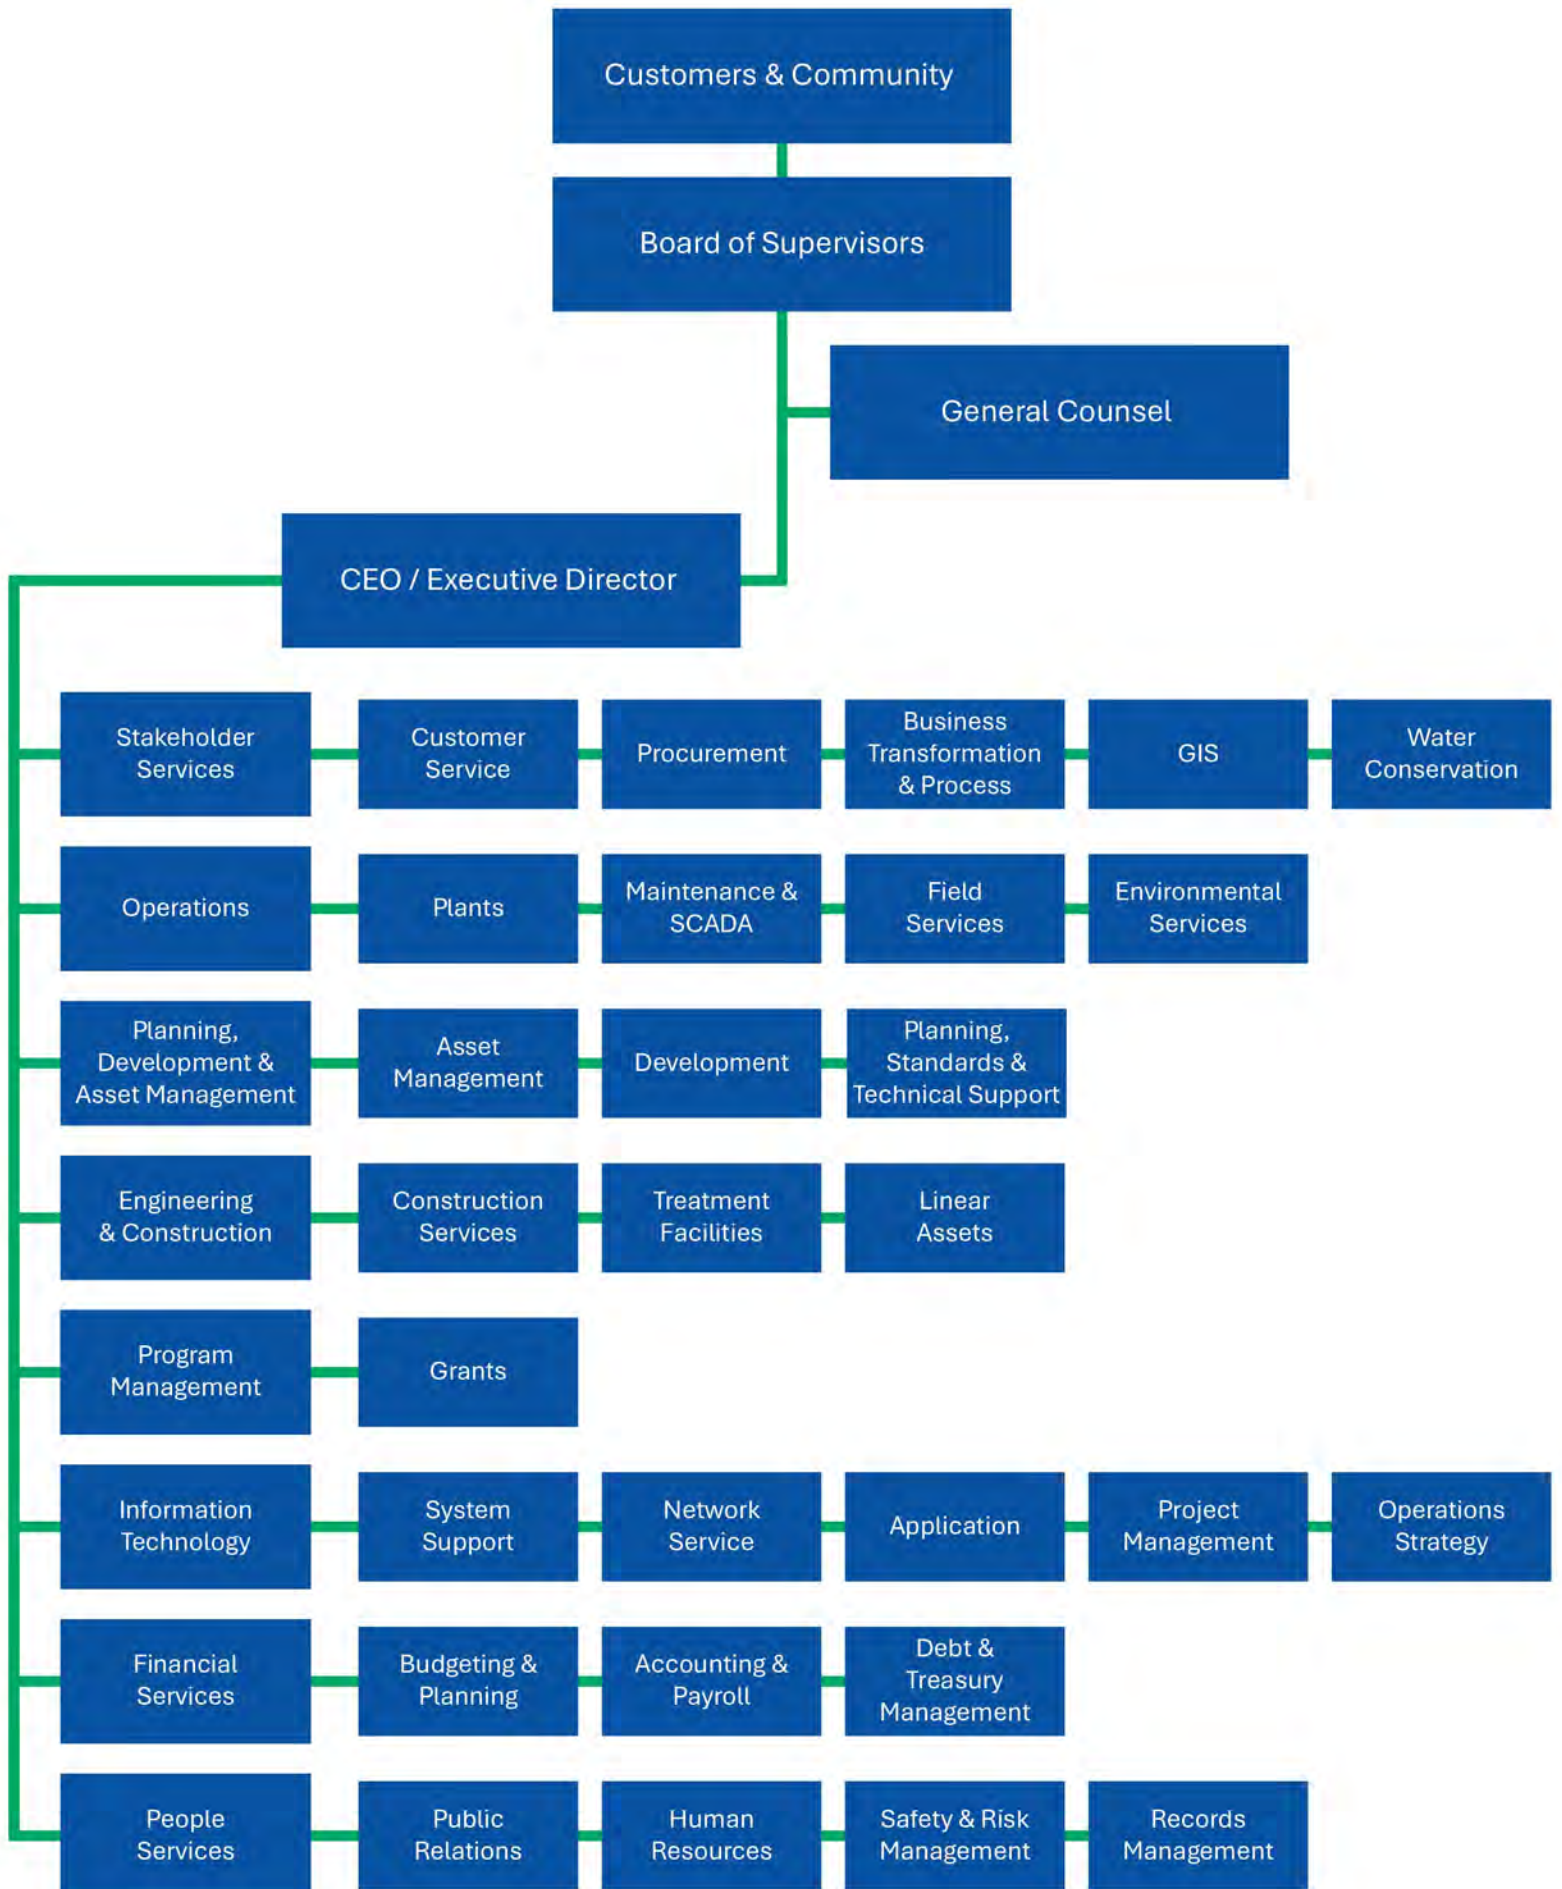 Customers & Community
Board of Supervisors
General Counsel
CEO / Executive Director
Stakeholder
Services
Customer
Service
Procurement
Business
Transformation
& Process
GIS
Water
Conservation
Operations
Plants
Maintenance &
SCADA
Field
Services
Environmental
Services
Planning,
Development &
Asset Management
Asset
Management
Development
Planning,
Standards &
Technical Support
Engineering
& Construction
Construction
Services
Treatment
Facilities
Linear
Assets
Program
Management
Grants
Information
Technology
System
Support
Network
Service
Application
Project
Management
Operations
Strategy
Financial
Services
Budgeting &
Planning
Accounting &
Payroll
Debt &
Treasury
Management
People
Services
Public
Relations
Human
Resources
Safety & Risk
Management
Records
Management